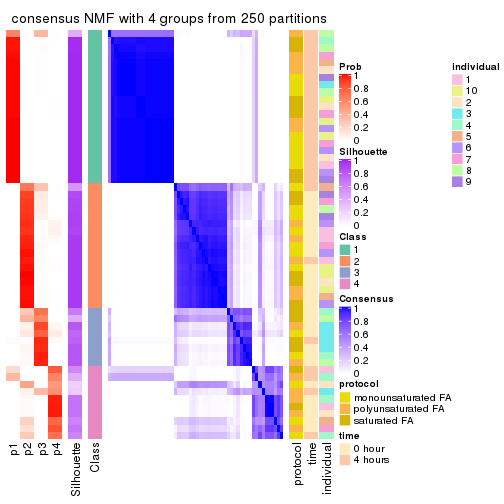 consensus NMF with 4 groups from 250 partitions
p1
p2
p3
p4
Silhouette
Class
protocol
time
individual
Prob
1
0.8
0.6
0.4
0.2
0
Silhouette
1
0.8
0.6
0.4
0.2
0
Class
1
2
3
4
Consensus
1
0.8
0.6
0.4
0.2
0
protocol
monounsaturated FA
polyunsaturated FA
saturated FA
time
0 hour
4 hours
individual
1
10
2
3
4
5
6
7
8
9